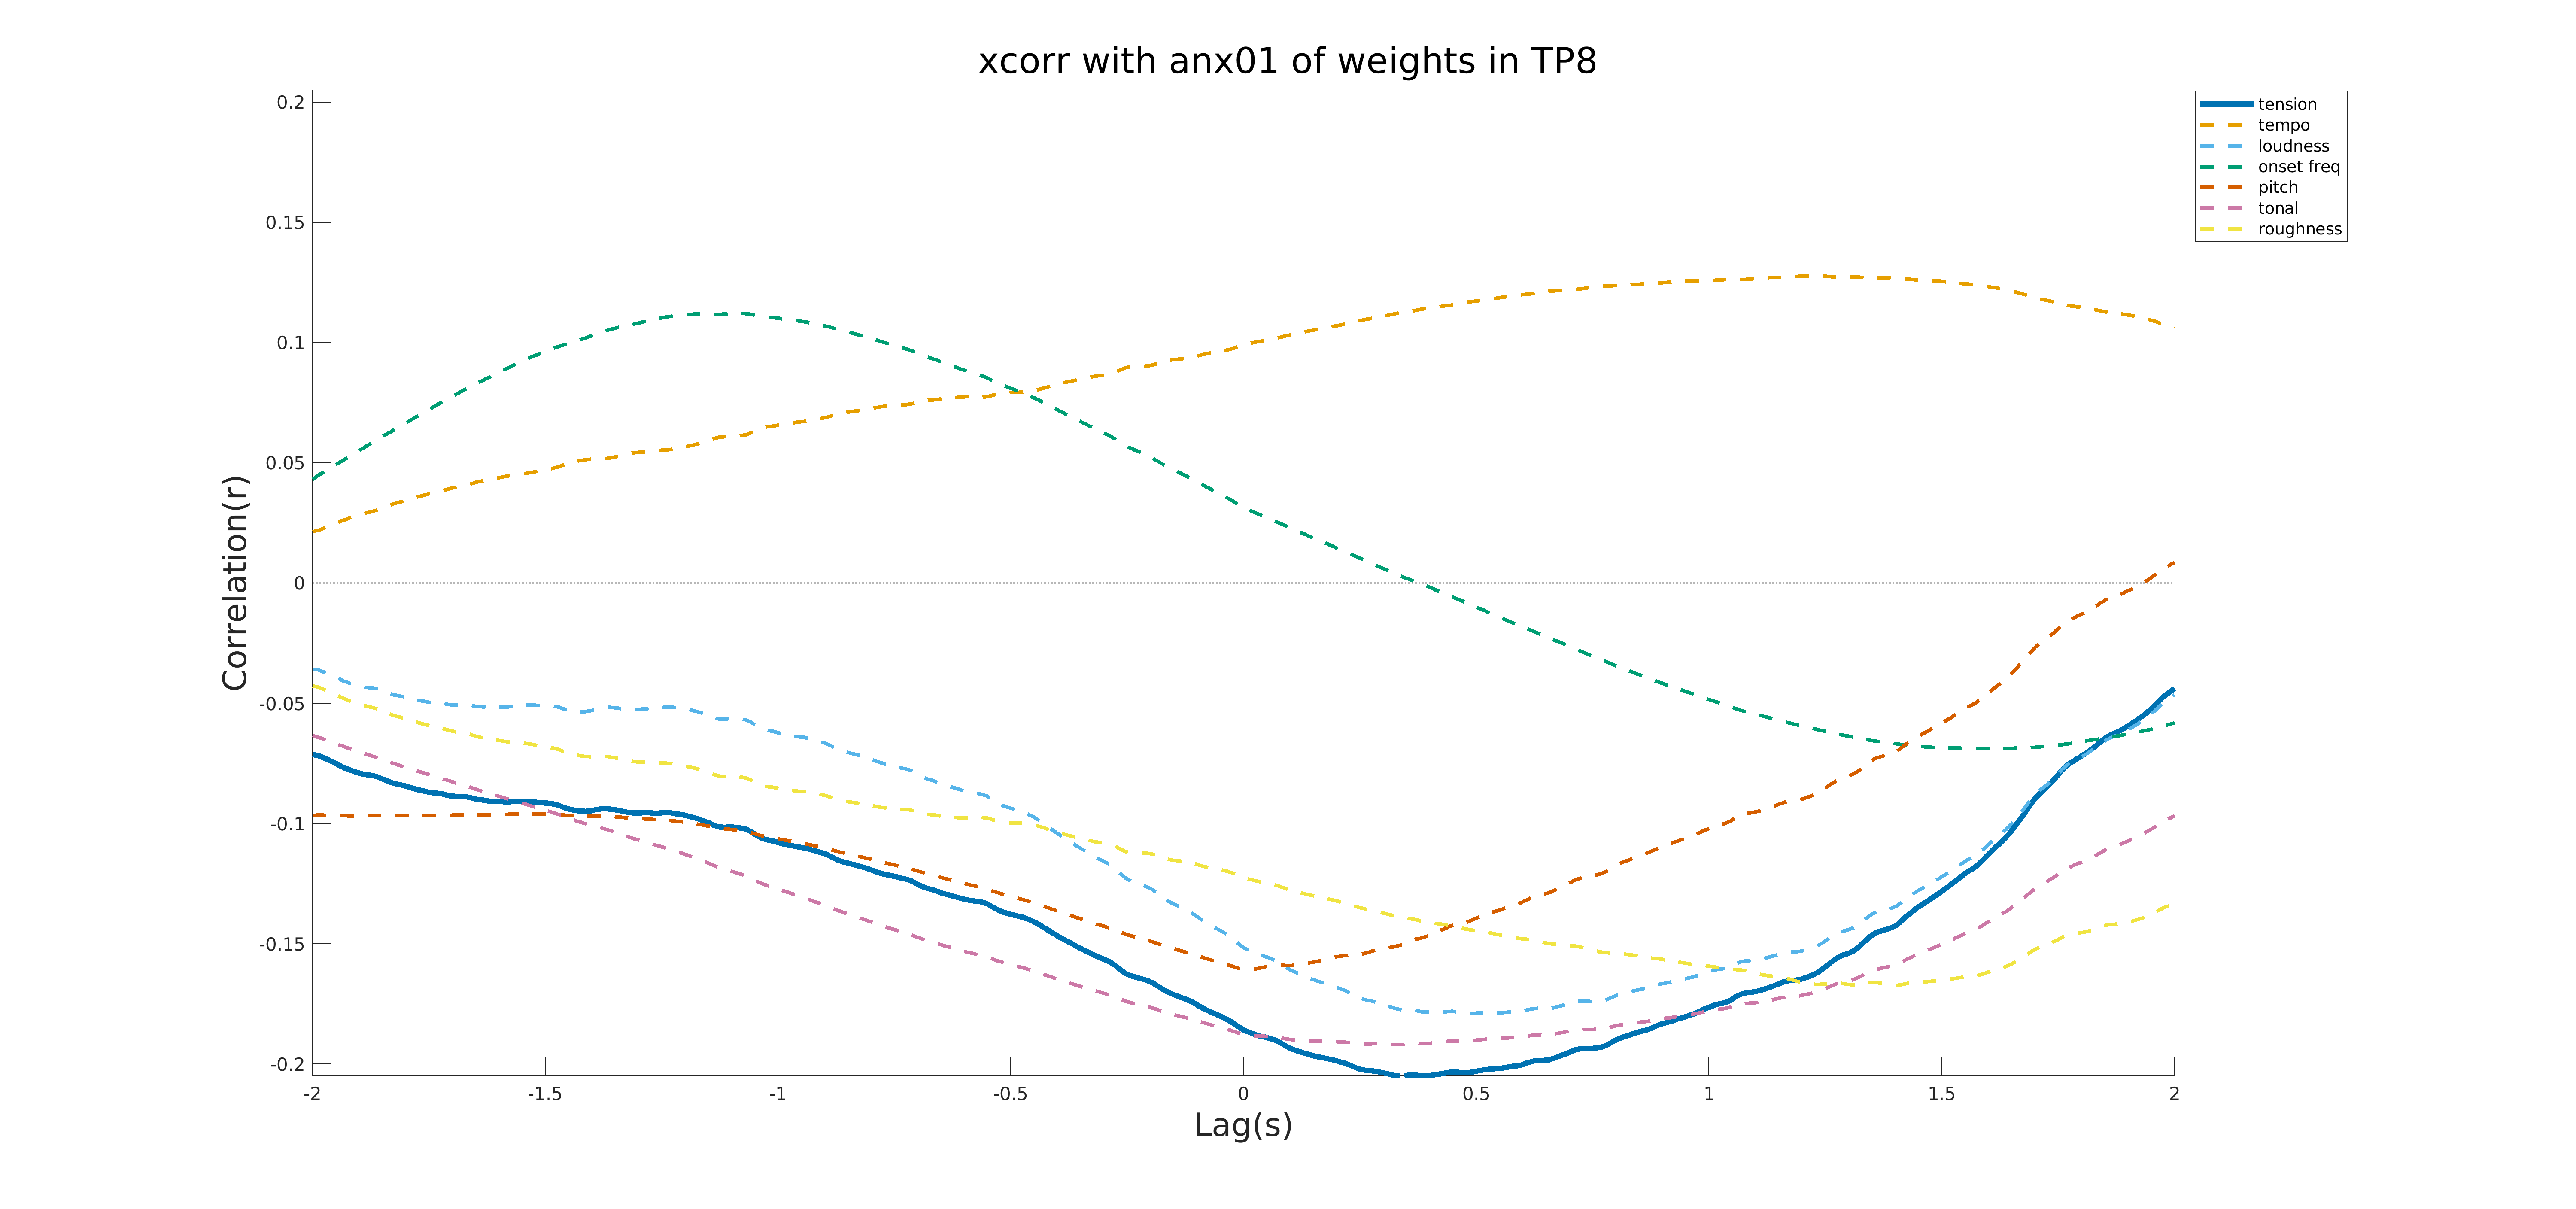 xcorr with anx01 of weights in TP8
tension
tempo
loudness
onset freq
pitch
tonal
roughness
Correlation(r)
0.2
0.15
0.1
0.05
0
-0.05
-0.1
-0.15
-0.2
-2 -1.5 -1 -0.5 0 0.5 1 1.5 2
Lag(s)